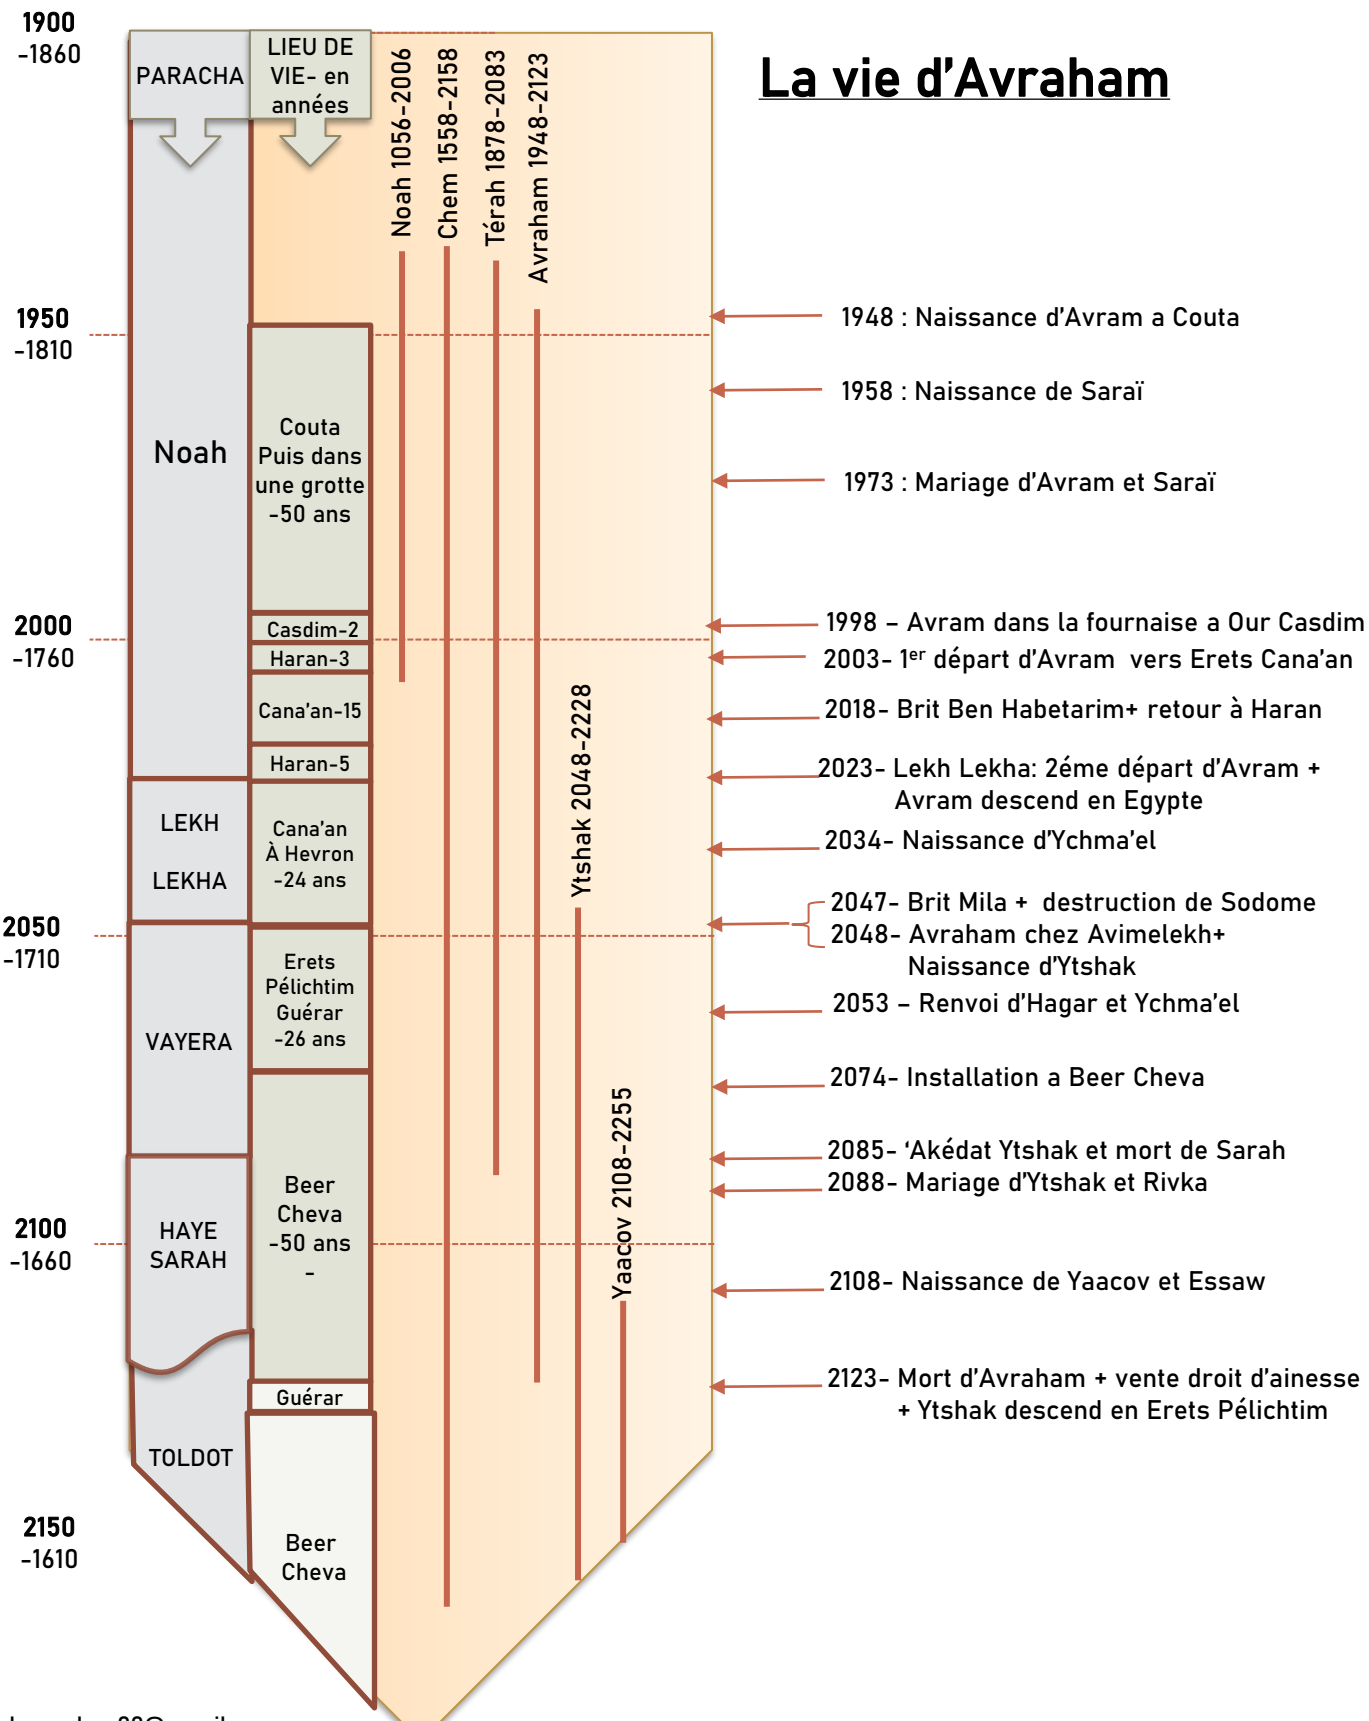 La vie d'Avraham
1900
-1860
1950
-1810
2000
-1760
2050
-1710
2100
-1660
2150
-1610
PARACHA
Noah
LEKH
LEKHA
VAYERA
HAYE
SARAH
TOLDOT
LIEU DE
VIE- en
années
Couta
Puis dans
une grotte
-50 ans
Casdim-2
Haran-3
Cana'an-15
Haran-5
Cana'an
À Hevron
-24 ans
Erets
Pélichtim
Guérar
-26 ans
Beer
Cheva
-50 ans
-
Guérar
Beer
Cheva
Noah 1056-2006
Chem 1558-2158
Térah 1878-2083
Avraham 1948-2123
Ytshak 2048-2228
Yaacov 2108-2255
1948 : Naissance d'Avram a Couta
1958 : Naissance de Saraï
1973 : Mariage d'Avram et Saraï
1998 – Avram dans la fournaise a Our Casdim
2003- 1er départ d'Avram vers Erets Cana'an
2018- Brit Ben Habetarim+ retour à Haran
2023- Lekh Lekha: 2éme départ d'Avram +
Avram descend en Egypte
2034- Naissance d'Ychma'el
2047- Brit Mila + destruction de Sodome
2048- Avraham chez Avimelekh+
Naissance d'Ytshak
2053 – Renvoi d'Hagar et Ychma'el
2074- Installation a Beer Cheva
2085- 'Akédat Ytshak et mort de Sarah
2088- Mariage d'Ytshak et Rivka
2108- Naissance de Yaacov et Essaw
2123- Mort d'Avraham + vente droit d'ainesse
+ Ytshak descend en Erets Pélichtim